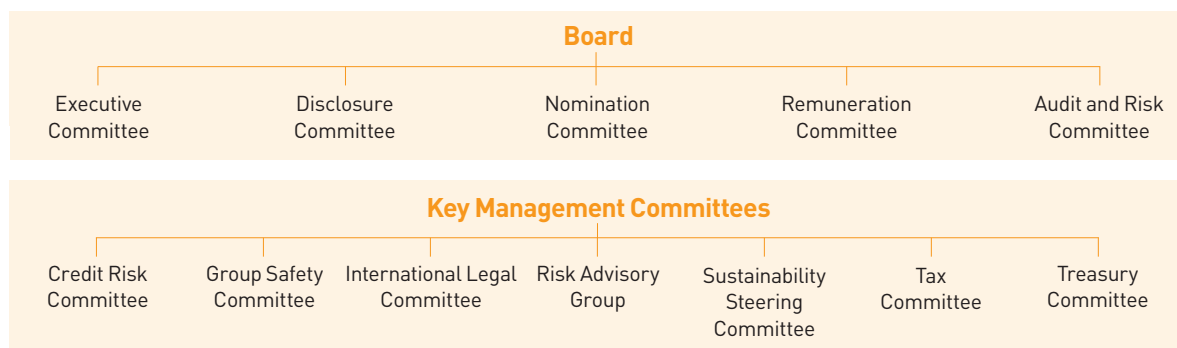 Board
Executive
Committee
Disclosure
Committee
Nomination
Committee
Remuneration
Committee
Audit and Risk
Committee
Key Management Committees
Credit Risk
Committee
Group Safety
Committee
International Legal
Committee
Risk Advisory
Group
Sustainability
Steering
Committee
Tax
Committee
Treasury
Committee